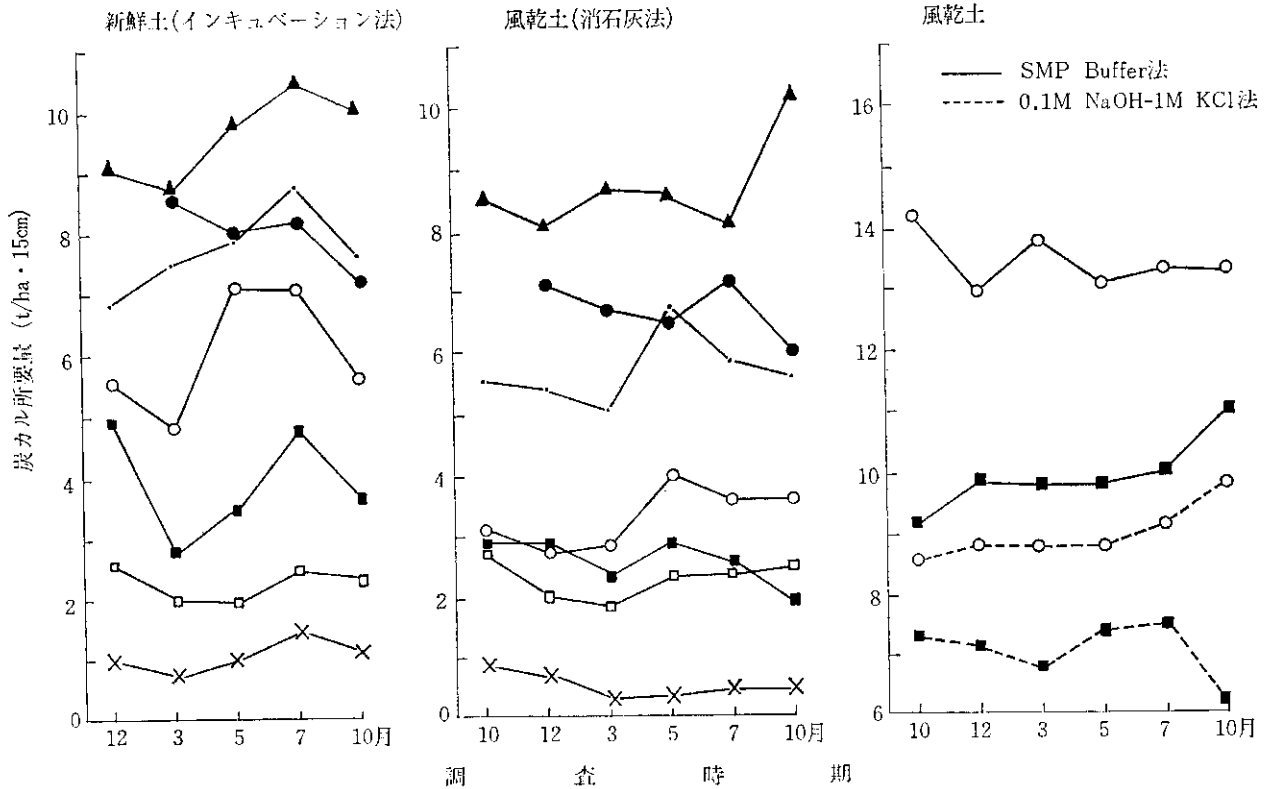 新鮮土(インキュベーション法)
風乾土(消石灰法)
風乾土
SMP Buffer法
0.1M NaOH-1M KCl法
炭カル所要量 (t/ha・15cm)
10
8
6
4
2
0
12 3 5 7 10月
10
8
6
4
2
0
10 12 3 5 7 10月
16
14
12
10
8
6
10 12 3 5 7 10月
調査時期